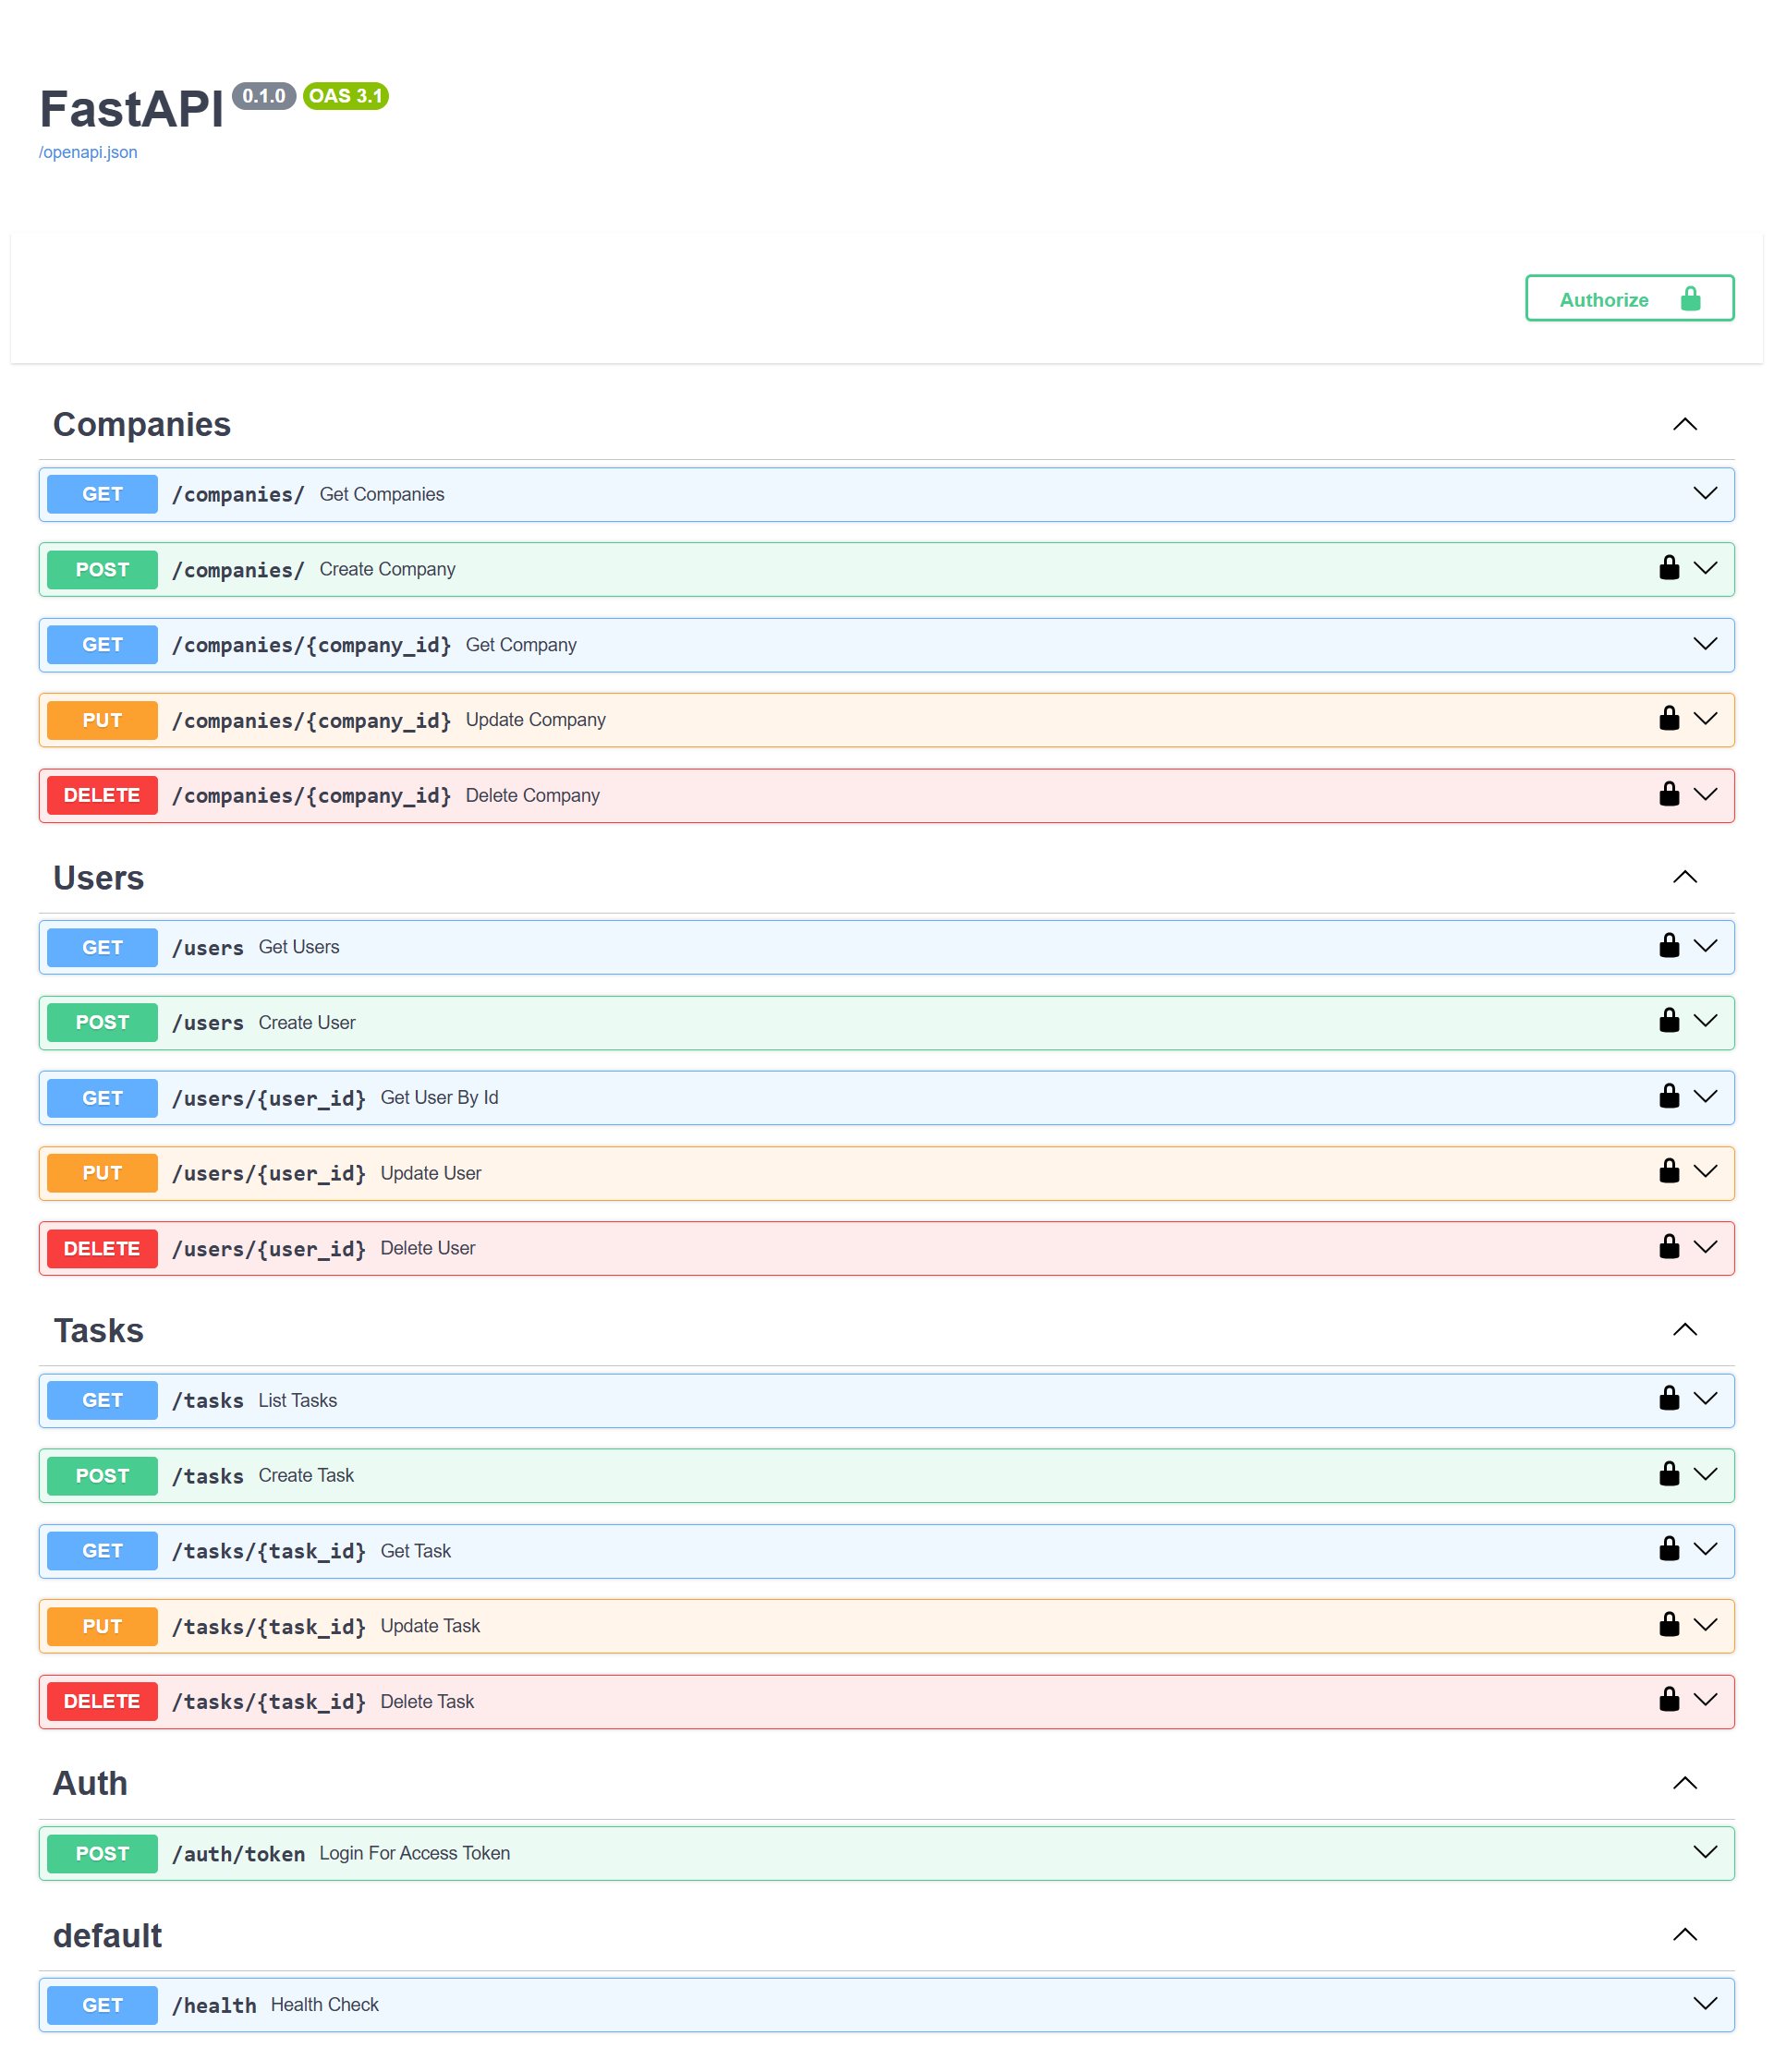 FastAPI 0.1.0 OAS 3.1
/openapi.json
Authorize
Companies
GET /companies/ Get Companies
POST /companies/ Create Company
GET /companies/{company_id} Get Company
PUT /companies/{company_id} Update Company
DELETE /companies/{company_id} Delete Company
Users
GET /users Get Users
POST /users Create User
GET /users/{user_id} Get User By Id
PUT /users/{user_id} Update User
DELETE /users/{user_id} Delete User
Tasks
GET /tasks List Tasks
POST /tasks Create Task
GET /tasks/{task_id} Get Task
PUT /tasks/{task_id} Update Task
DELETE /tasks/{task_id} Delete Task
Auth
POST /auth/token Login For Access Token
default
GET /health Health Check